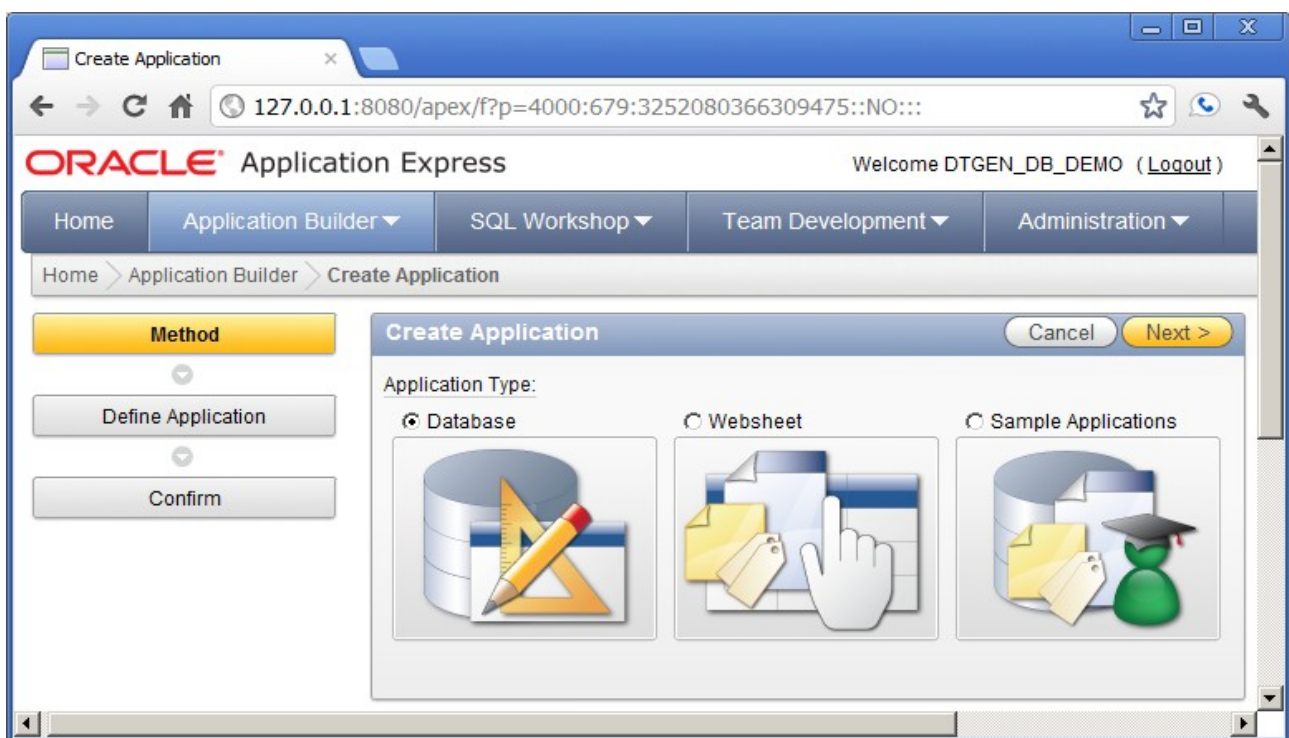 Create Application
127.0.0.1:8080/apex/f?p=4000:679:3252080366309475::NO:::
ORACLE Application Express Welcome DTGEN_DB_DEMO ( Logout )
Home Application Builder SQL Workshop Team Development Administration
Home Application Builder Create Application
Method
Define Application
Confirm
Create Application Cancel Next >
Application Type:
Database Websheet Sample Applications